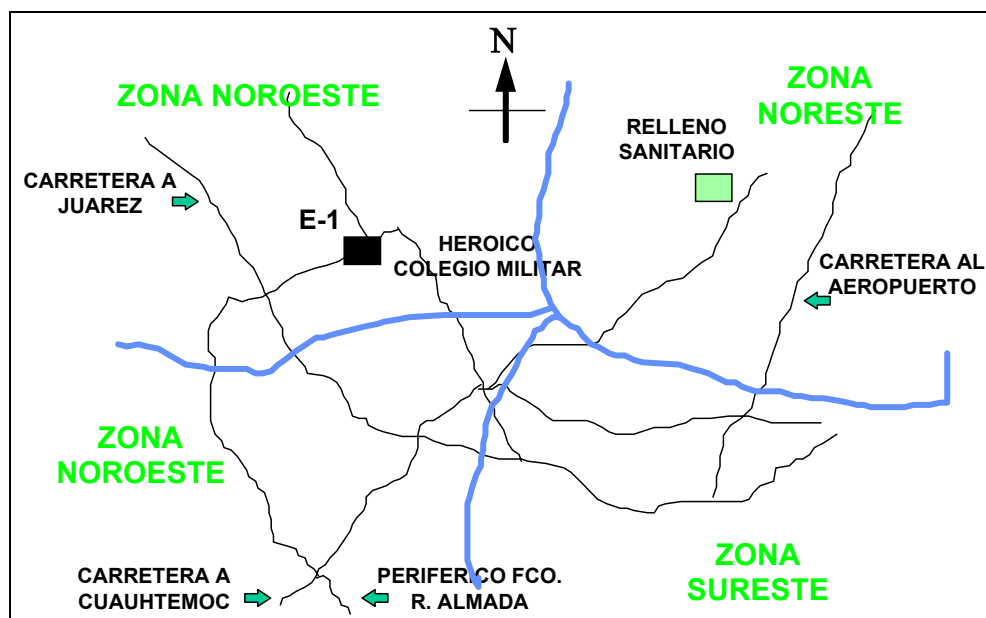 N
ZONA NOROESTE
ZONA
NORESTE
RELLENO
SANITARIO
CARRETERA A
JUAREZ
E-1
HEROICO
COLEGIO MILITAR
CARRETERA AL
AEROPUERTO
ZONA
NOROESTE
CARRETERA A
CUAUHTEMOC
PERIFERICO FCO.
R. ALMADA
ZONA
SURESTE